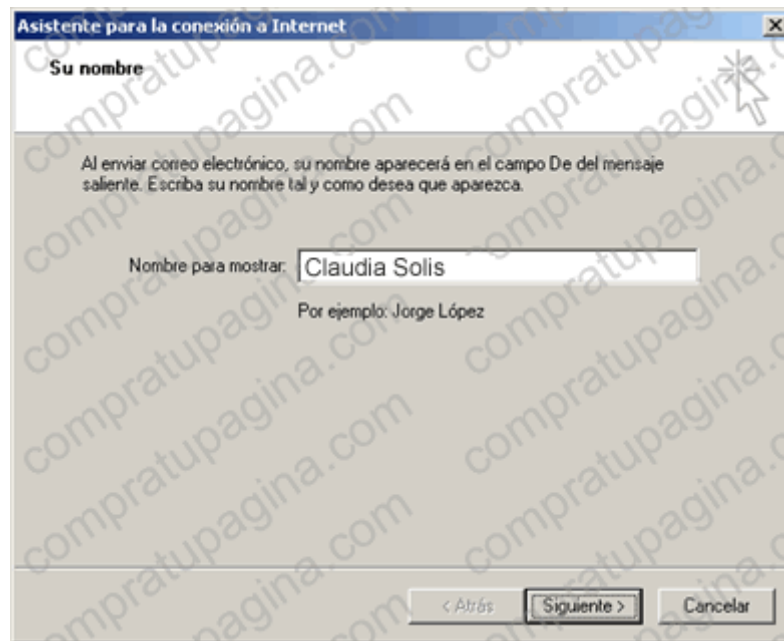 Asistente para la conexión a Internet
Su nombre
Al enviar correo electrónico, su nombre aparecerá en el campo De del mensaje
saliente. Escriba su nombre tal y como desea que aparezca.
Nombre para mostrar: Claudia Solis
Por ejemplo: Jorge López
< Atrás Siguiente > Cancelar
compratupagina.com